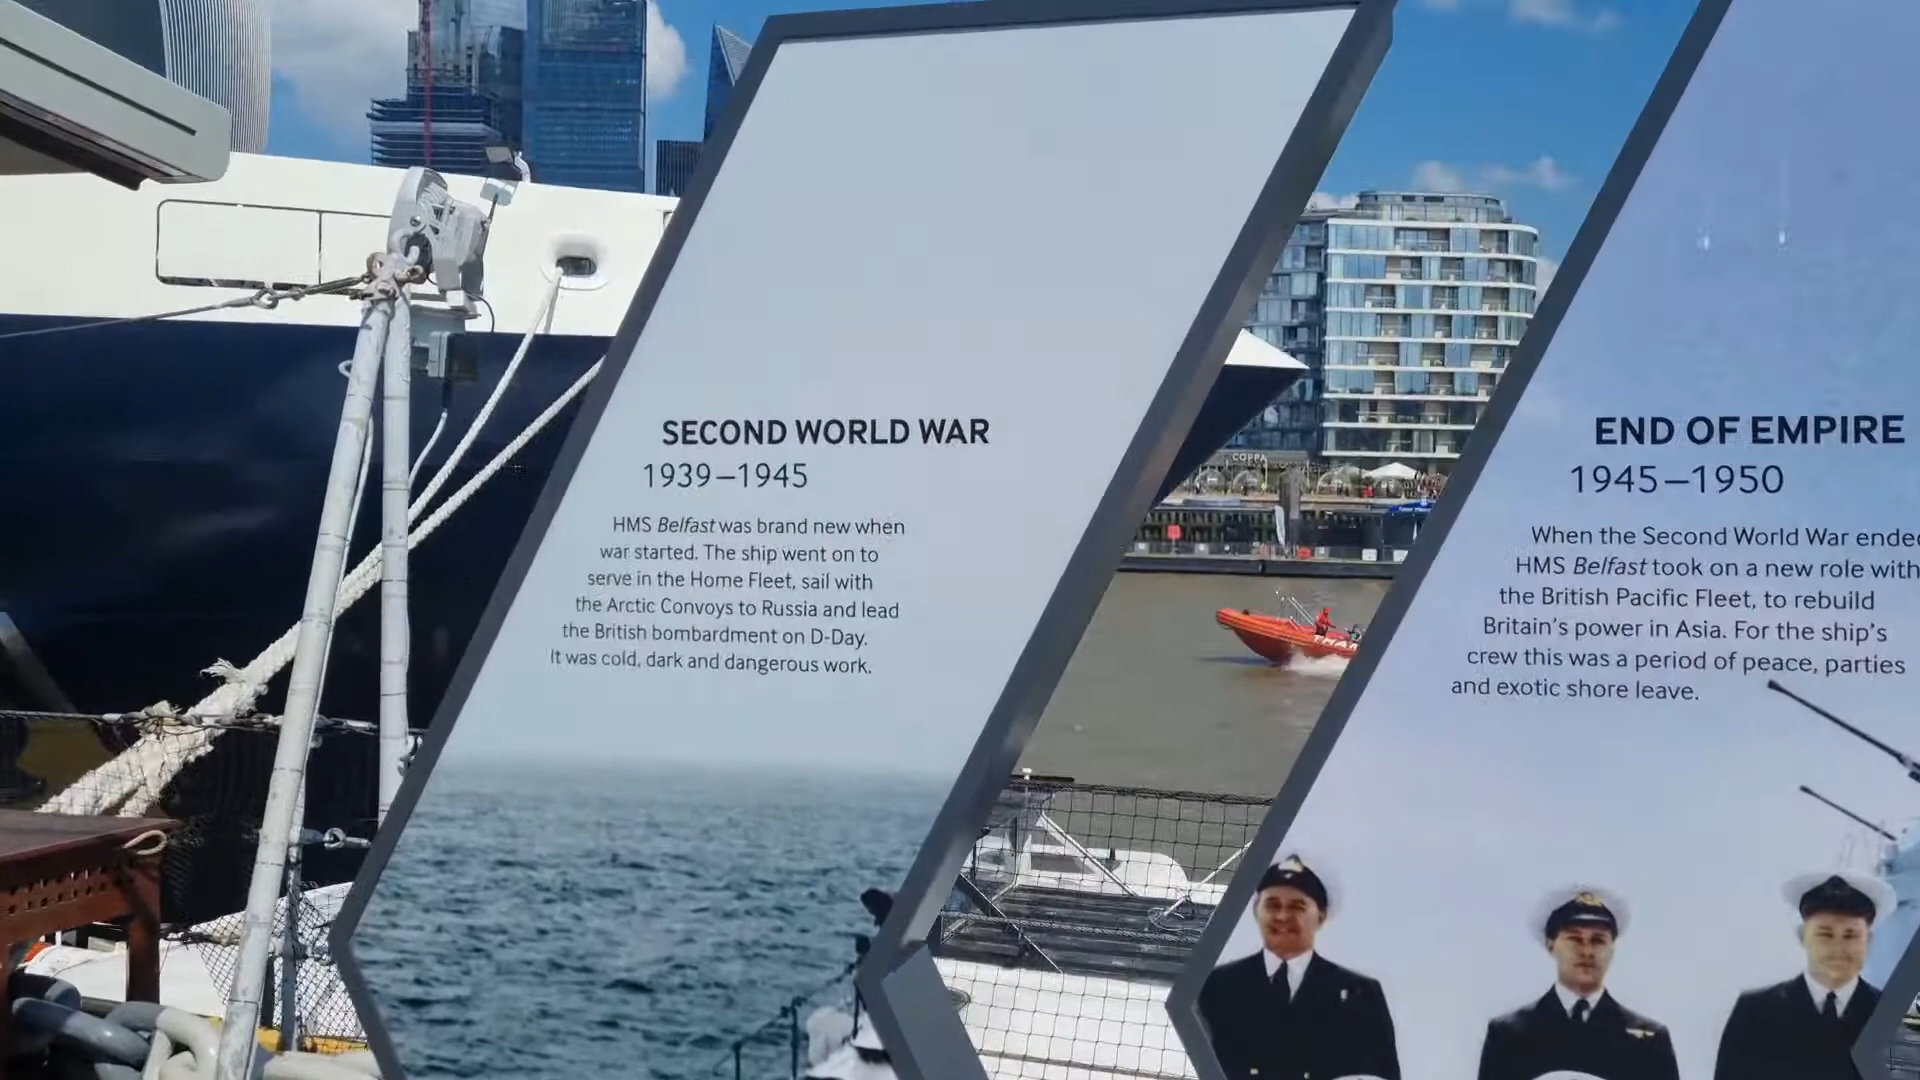 SECOND WORLD WAR
1939–1945
HMS Belfast was brand new when
war started. The ship went on to
serve in the Home Fleet, sail with
the Arctic Convoys to Russia and lead
the British bombardment on D-Day.
It was cold, dark and dangerous work.
END OF EMPIRE
1945–1950
When the Second World War ended
HMS Belfast took on a new role with
the British Pacific Fleet, to rebuild
Britain's power in Asia. For the ship's
crew this was a period of peace, parties
and exotic shore leave.
COPPA